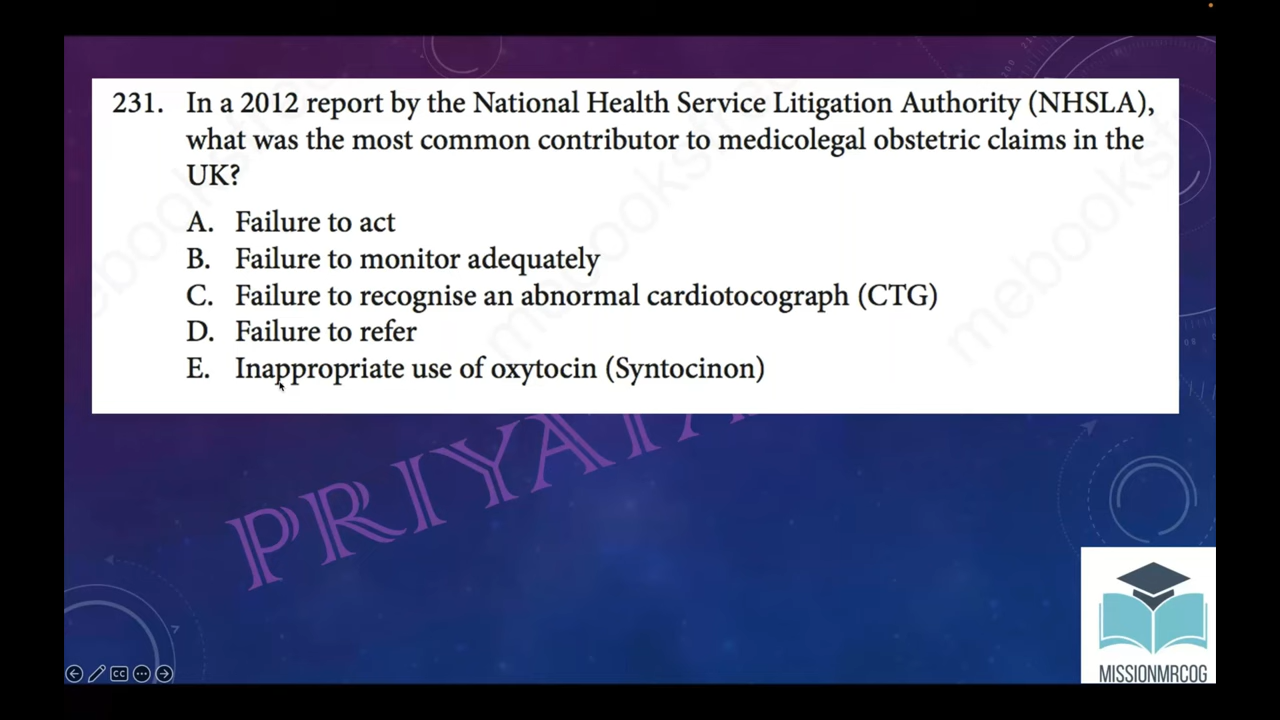 231. In a 2012 report by the National Health Service Litigation Authority (NHSLA),
what was the most common contributor to medicolegal obstetric claims in the
UK?
A. Failure to act
B. Failure to monitor adequately
C. Failure to recognise an abnormal cardiotocograph (CTG)
D. Failure to refer
E. Inappropriate use of oxytocin (Syntocinon)
MISSIONMRCOG